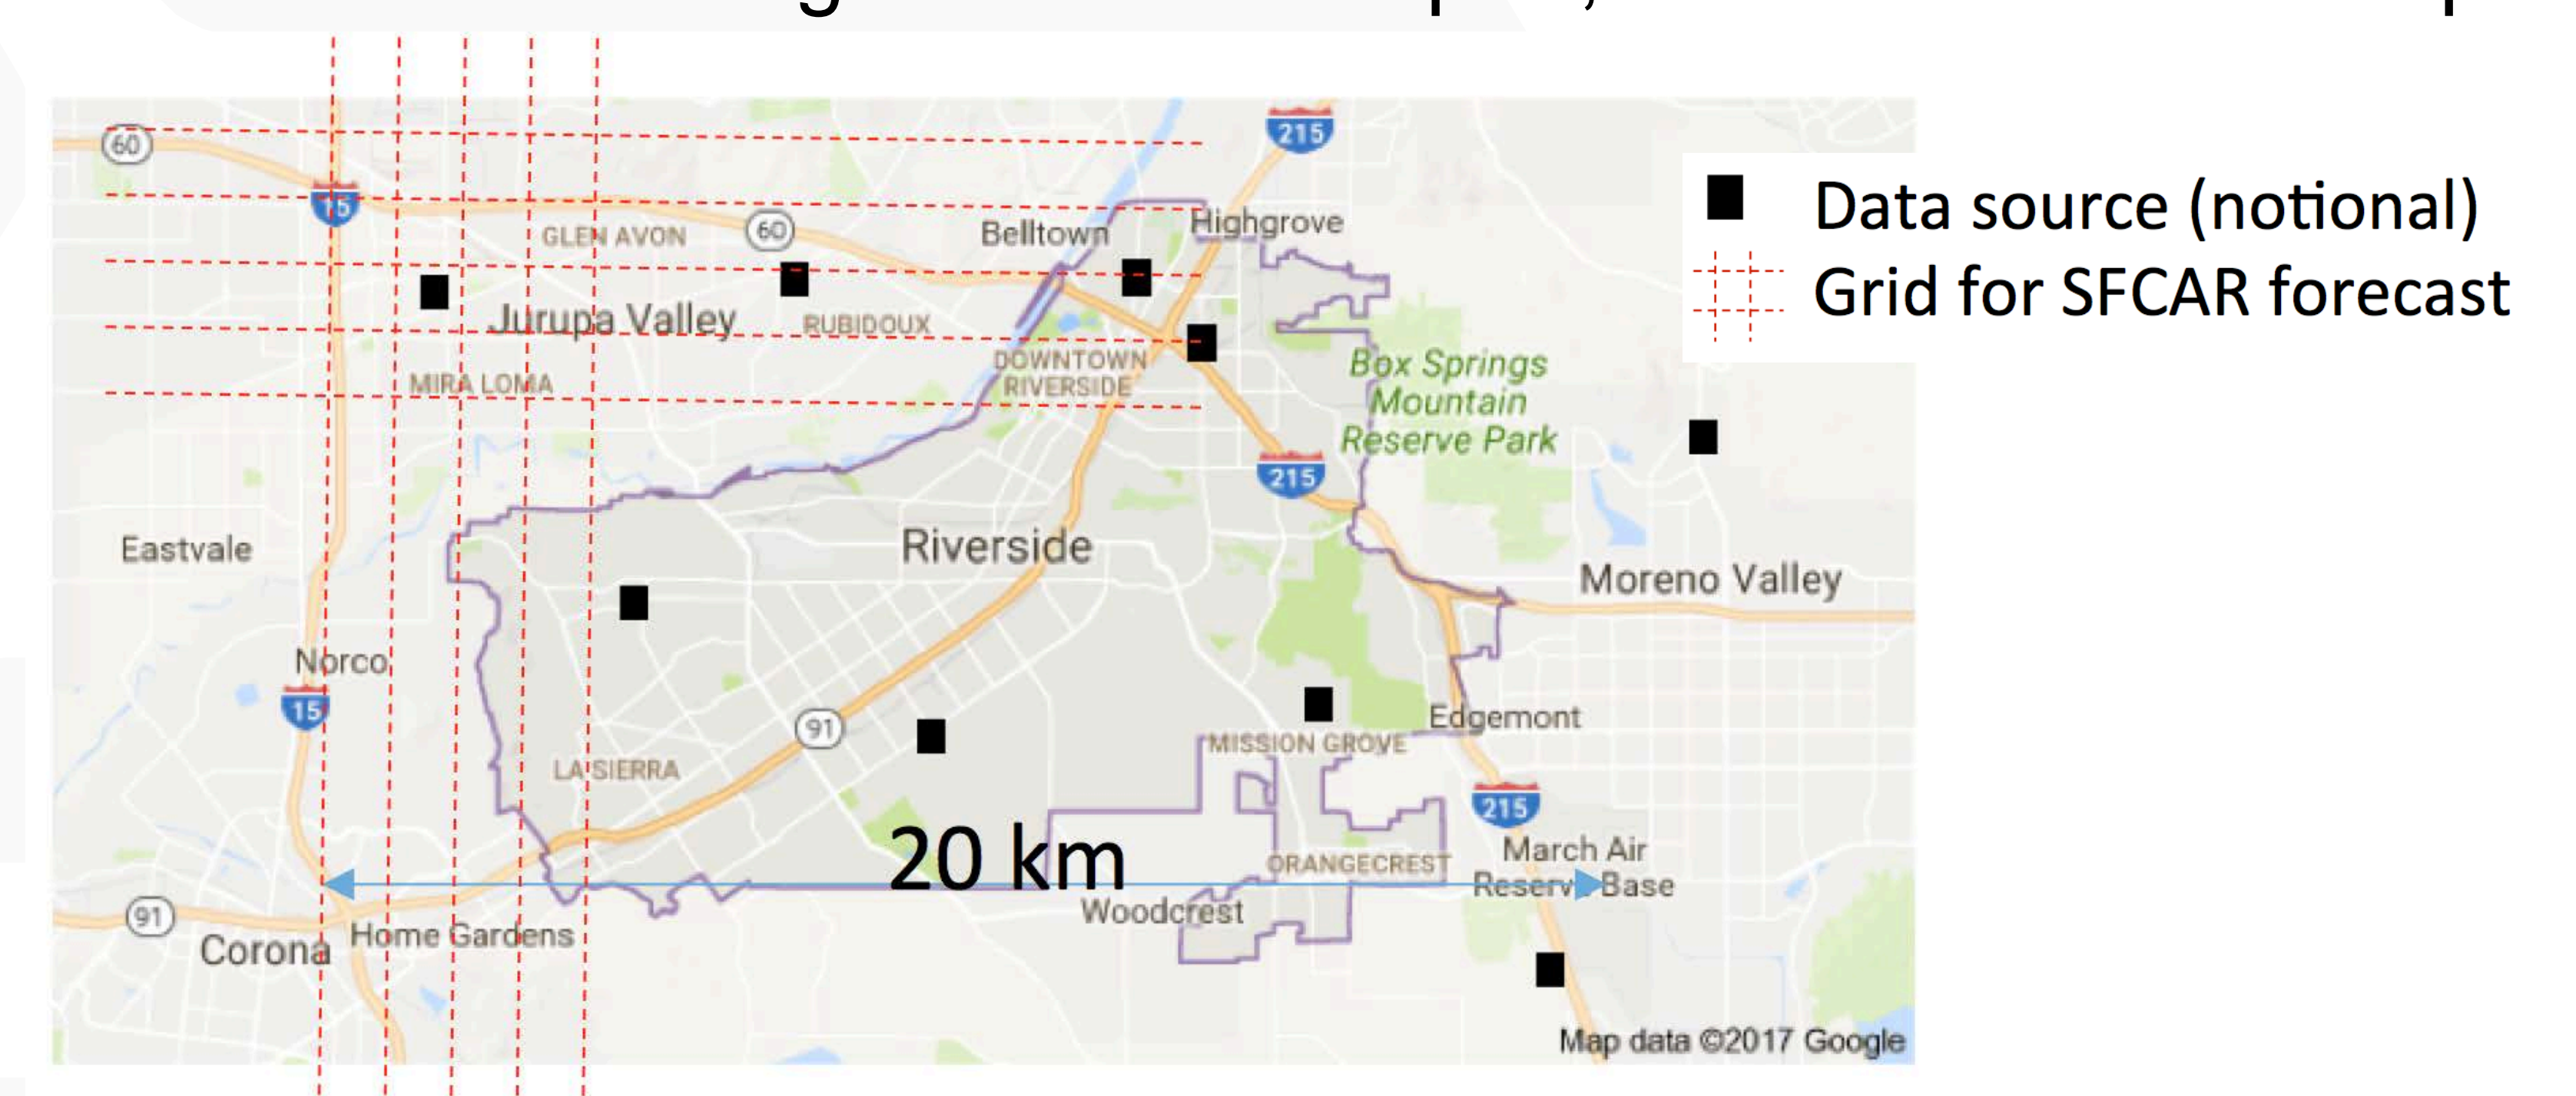 215
60
15
Data source (notional)
Highgrove
Belltown
60
GLEN AVON
Grid for SFCAR forecast
Jurupa Valley
RUBIDOUX
DOWNTOWN
RIVERSIDE
Box Springs
Mountain
Reserve Park
MIRA LOMA
215
Eastvale
Riverside
Moreno Valley
Norco
15
91
Edgemont
MISSION GROVE
LA SIERRA
215
20 km
March Air
Reserve Base
ORANGECREST
Woodcrest
91
Home Gardens
Corona
Map data ©2017 Google